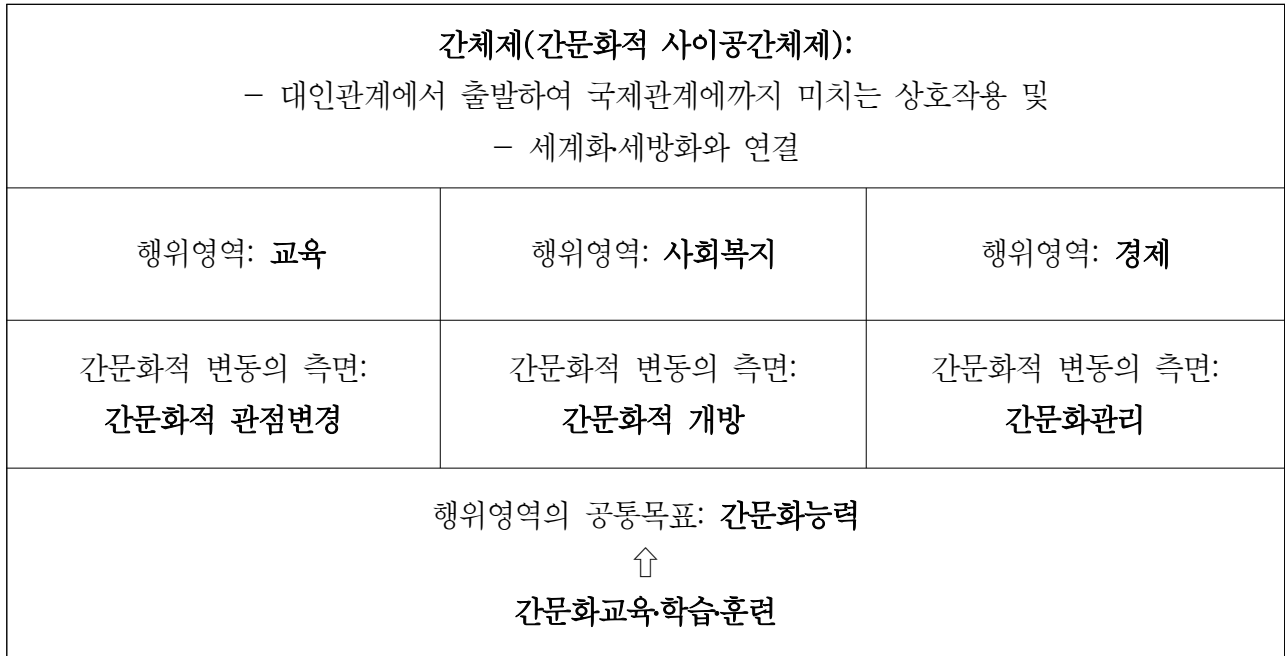 간체제(간문화적 사이공간체제):
- 대인관계에서 출발하여 국제관계에까지 미치는 상호작용 및
- 세계화·세방화와 연결
행위영역: 교육
행위영역: 사회복지
행위영역: 경제
간문화적 변동의 측면:
간문화적 관점변경
간문화적 변동의 측면:
간문화적 개방
간문화적 변동의 측면:
간문화관리
행위영역의 공통목표: 간문화능력
⇧
간문화교육·학습·훈련